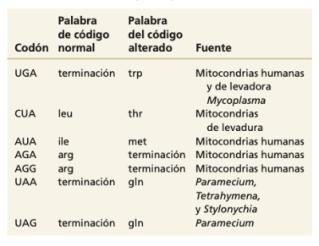 Palabra Palabra
de código del código
Codón normal alterado Fuente
UGA terminación trp Mitocondrias humanas
y de levadora
Mycoplasma
CUA leu thr Mitocondrias
de levadura
AUA ile met Mitocondrias humanas
AGA arg terminación Mitocondrias humanas
AGG arg terminación Mitocondrias humanas
UAA terminación gln Paramecium,
Tetrahymena,
y Stylonychia
UAG terminación gln Paramecium